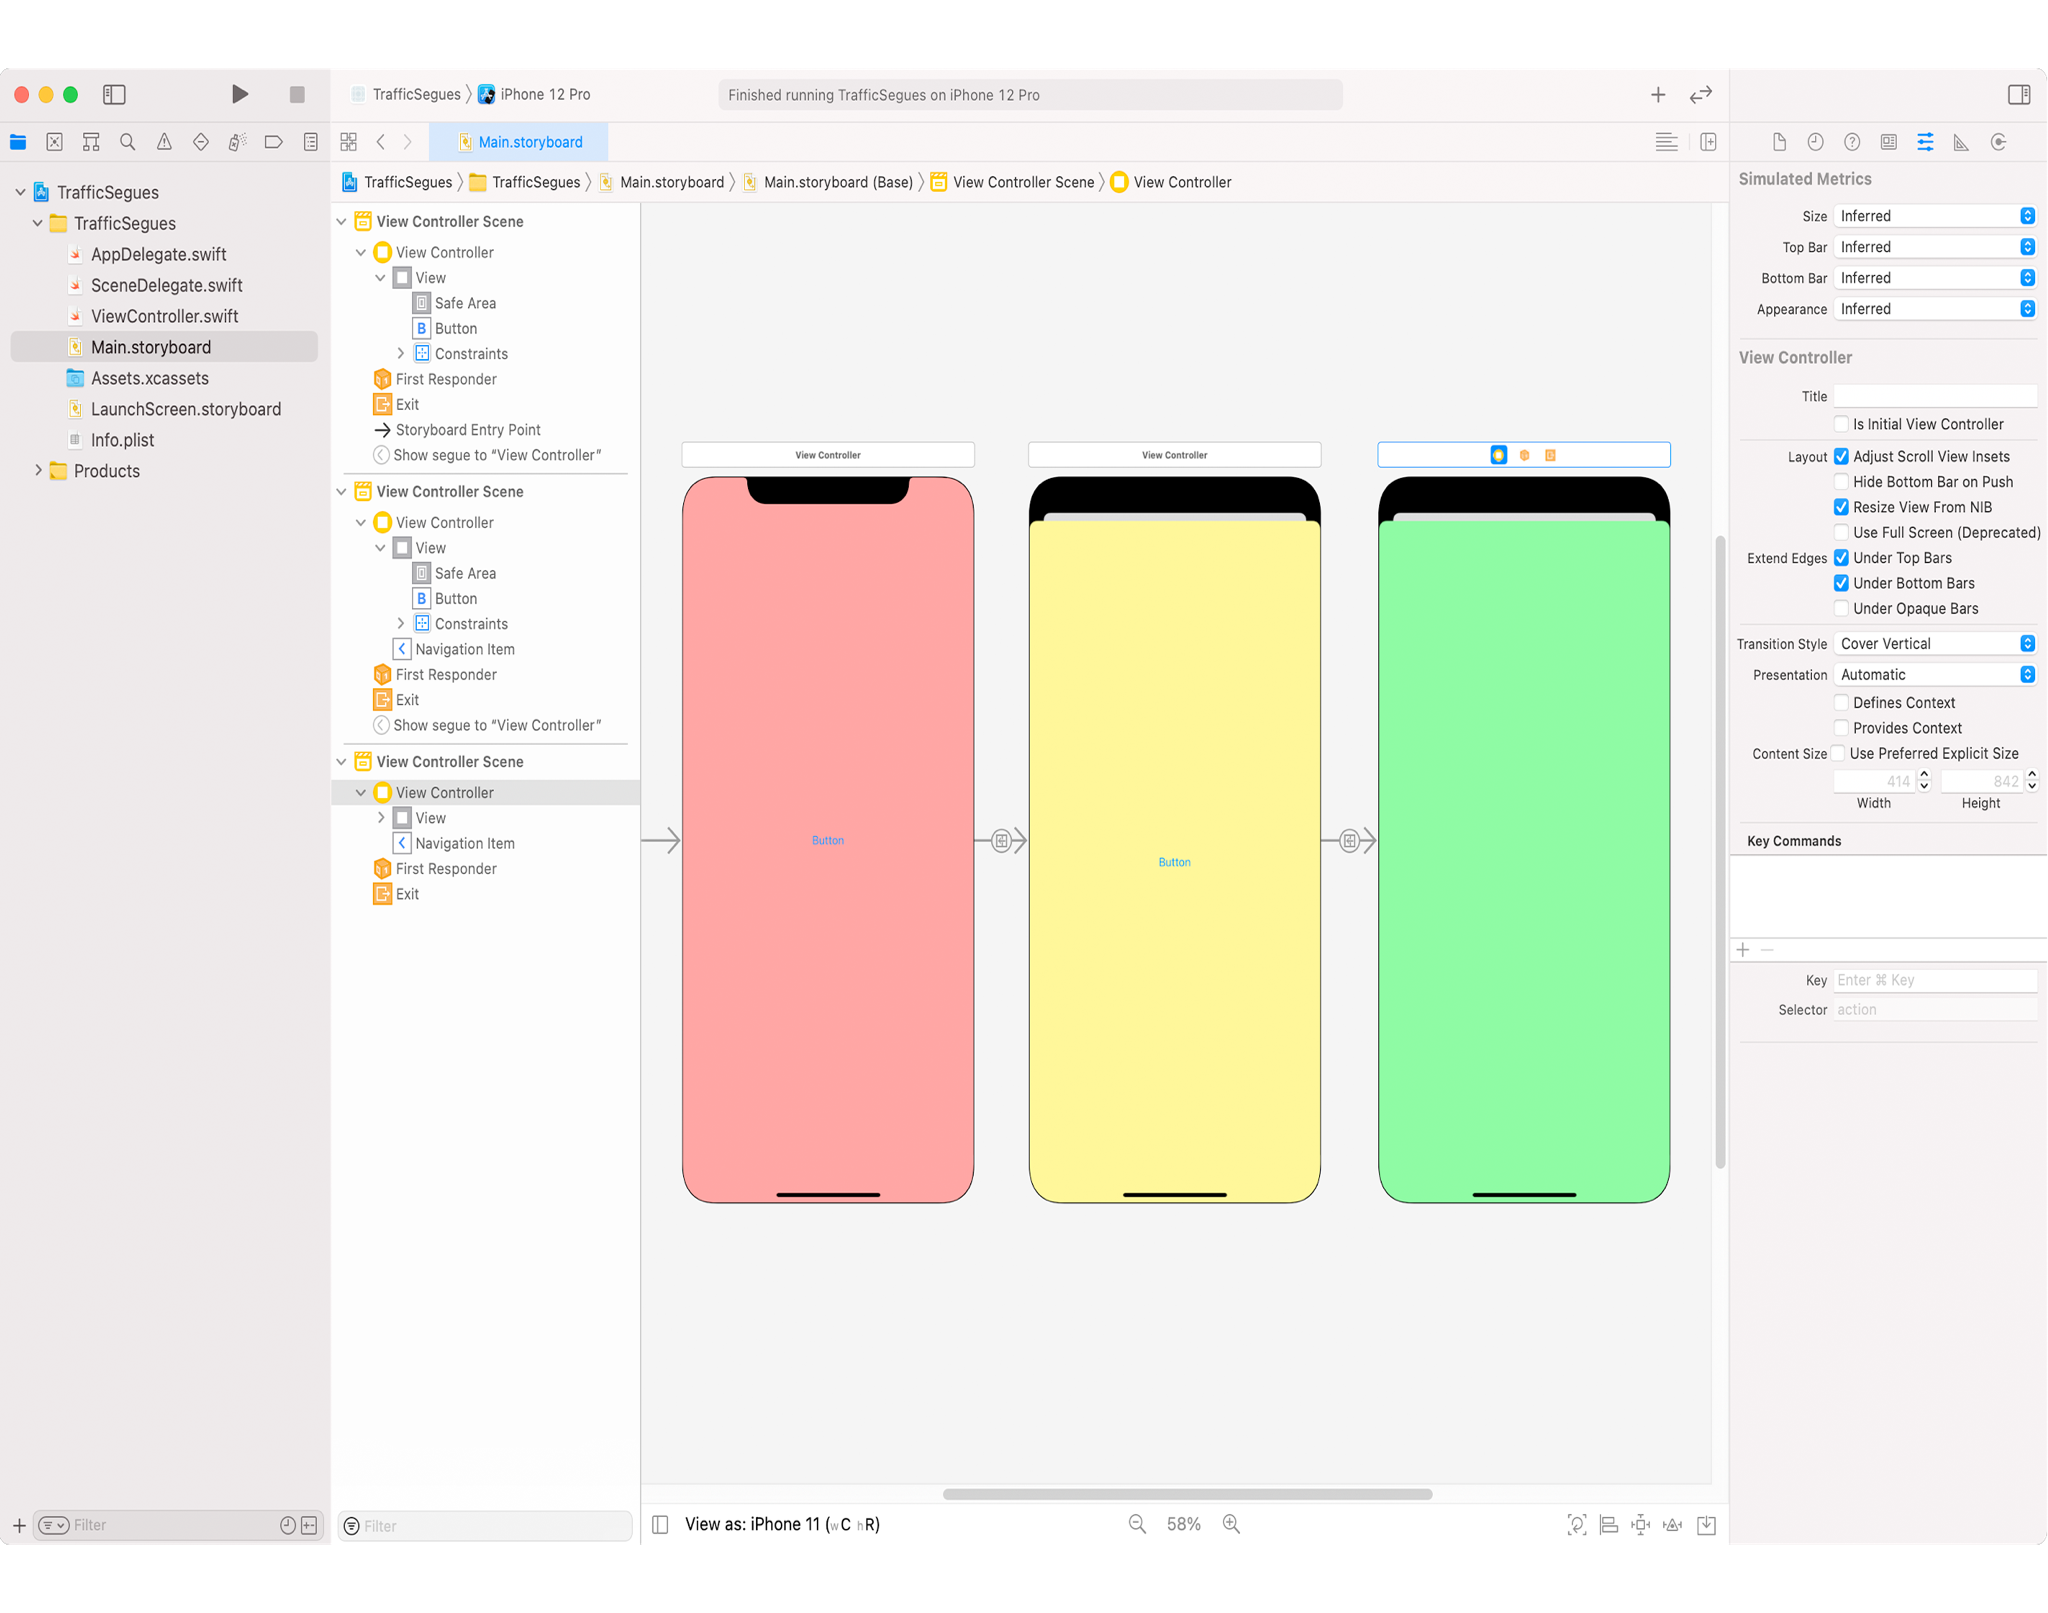 TrafficSegues
iPhone 12 Pro
Finished running TrafficSegues on iPhone 12 Pro
Main.storyboard
TrafficSegues
TrafficSegues
AppDelegate.swift
SceneDelegate.swift
ViewController.swift
Main.storyboard
Assets.xcassets
LaunchScreen.storyboard
Info.plist
Products
Filter
TrafficSegues
TrafficSegues
Main.storyboard
Main.storyboard (Base)
View Controller Scene
View Controller
View Controller Scene
View Controller
View
Safe Area
B Button
Constraints
First Responder
Exit
Storyboard Entry Point
Show segue to “View Controller”
View Controller Scene
View Controller
View
Safe Area
B Button
Constraints
Navigation Item
First Responder
Exit
Show segue to “View Controller”
View Controller Scene
View Controller
View
Navigation Item
First Responder
Exit
Filter
View Controller
Button
View Controller
Button
View as: iPhone 11 (wC hR)
58%
Simulated Metrics
Size Inferred
Top Bar Inferred
Bottom Bar Inferred
Appearance Inferred
View Controller
Title
Is Initial View Controller
Layout Adjust Scroll View Insets
Hide Bottom Bar on Push
Resize View From NIB
Use Full Screen (Deprecated)
Extend Edges Under Top Bars
Under Bottom Bars
Under Opaque Bars
Transition Style Cover Vertical
Presentation Automatic
Defines Context
Provides Context
Content Size Use Preferred Explicit Size
414 842
Width Height
Key Commands
Key Enter ⌘ Key
Selector action